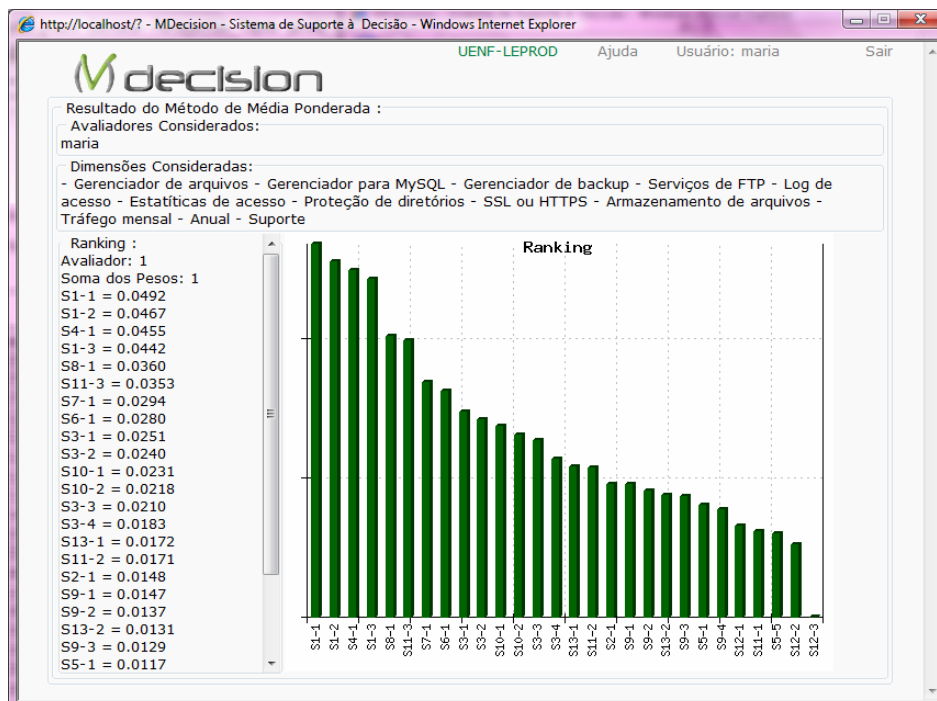 http://localhost/? - MDecision - Sistema de Suporte à Decisão - Windows Internet Explorer
UENF-LEPROD Ajuda Usuário: maria Sair
M decision
Resultado do Método de Média Ponderada :
Avaliadores Considerados:
maria
Dimensões Consideradas:
- Gerenciador de arquivos - Gerenciador para MySQL - Gerenciador de backup - Serviços de FTP - Log de
acesso - Estatíticas de acesso - Proteção de diretórios - SSL ou HTTPS - Armazenamento de arquivos -
Tráfego mensal - Anual - Suporte
Ranking :
Avaliador: 1
Soma dos Pesos: 1
S1-1 = 0.0492
S1-2 = 0.0467
S4-1 = 0.0455
S1-3 = 0.0442
S8-1 = 0.0360
S11-3 = 0.0353
S7-1 = 0.0294
S6-1 = 0.0280
S3-1 = 0.0251
S3-2 = 0.0240
S10-1 = 0.0231
S10-2 = 0.0218
S3-3 = 0.0210
S3-4 = 0.0183
S13-1 = 0.0172
S11-2 = 0.0171
S2-1 = 0.0148
S9-1 = 0.0147
S9-2 = 0.0137
S13-2 = 0.0131
S9-3 = 0.0129
S5-1 = 0.0117
Ranking
S1-1
S1-2
S4-1
S1-3
S8-1
S11-3
S7-1
S6-1
S3-1
S3-2
S10-1
S10-2
S3-3
S3-4
S13-1
S11-2
S2-1
S9-1
S9-2
S13-2
S9-3
S5-1
S9-4
S12-1
S11-1
S5-5
S12-2
S12-3